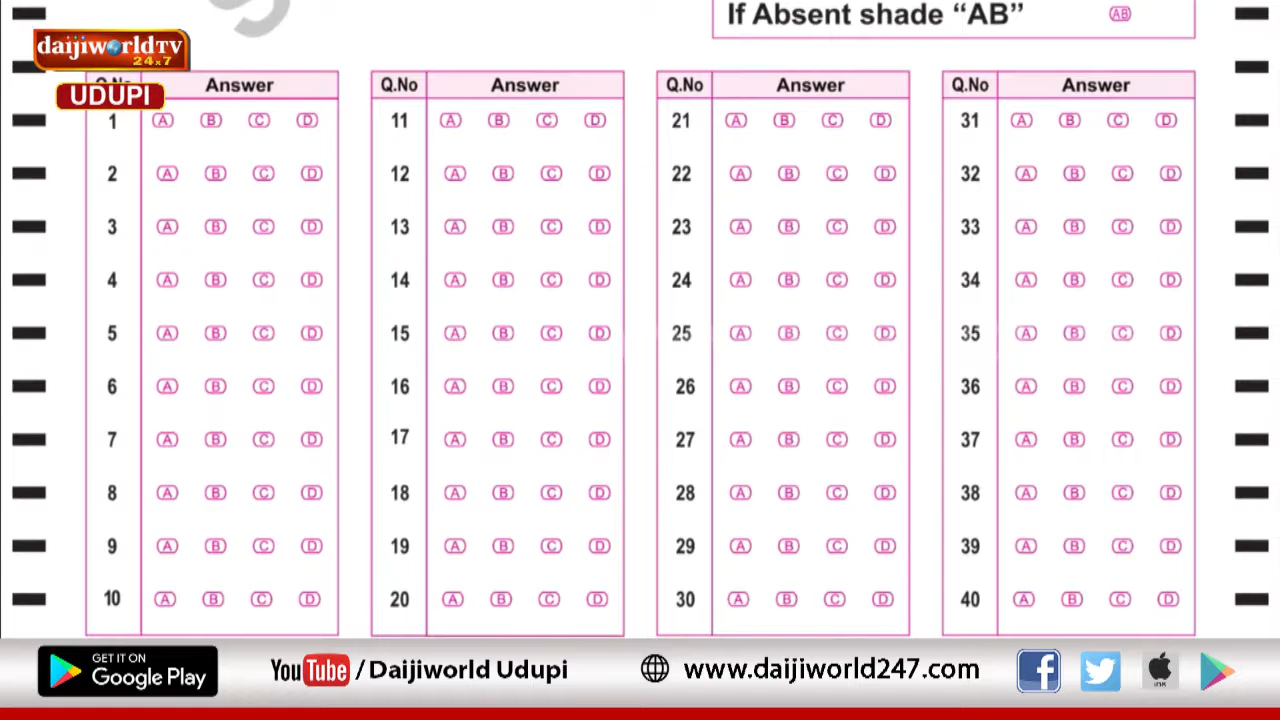 If Absent shade “AB” AB
daijiworldTV
24x7
UDUPI
Q.No Answer Q.No Answer Q.No Answer Q.No Answer
1 A B C D 11 A B C D 21 A B C D 31 A B C D
2 A B C D 12 A B C D 22 A B C D 32 A B C D
3 A B C D 13 A B C D 23 A B C D 33 A B C D
4 A B C D 14 A B C D 24 A B C D 34 A B C D
5 A B C D 15 A B C D 25 A B C D 35 A B C D
6 A B C D 16 A B C D 26 A B C D 36 A B C D
7 A B C D 17 A B C D 27 A B C D 37 A B C D
8 A B C D 18 A B C D 28 A B C D 38 A B C D
9 A B C D 19 A B C D 29 A B C D 39 A B C D
10 A B C D 20 A B C D 30 A B C D 40 A B C D
GET IT ON
Google Play
YouTube / Daijiworld Udupi
www.daijiworld247.com